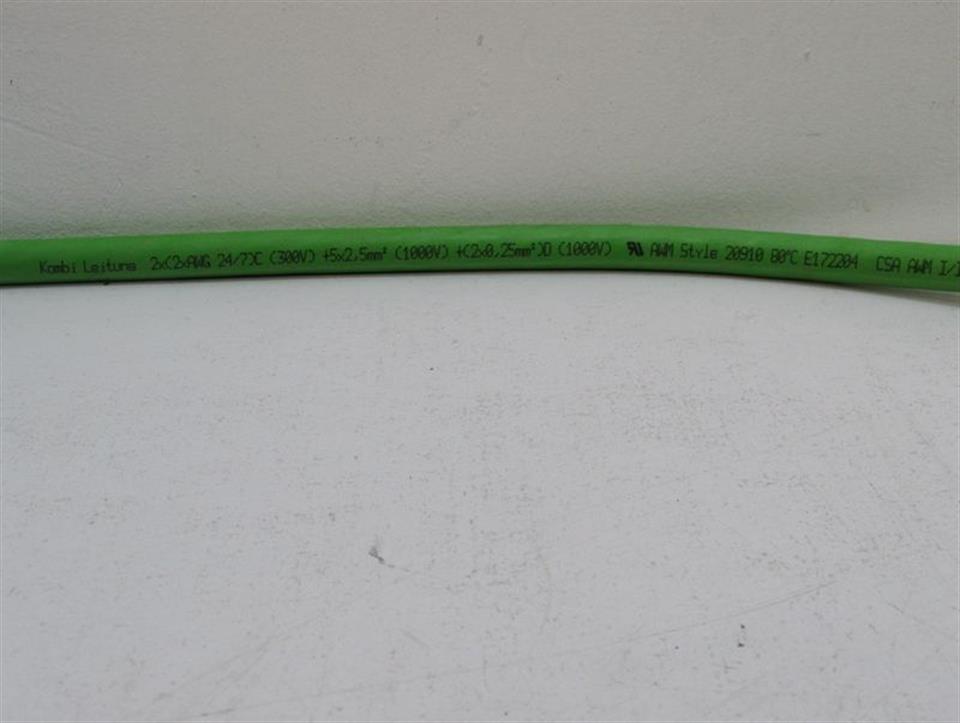 Kombi Leitung 2x(2xAWG 24/7)C (300V) +5x2,5mm² (1000V) +(2x0,25mm²)D (1000V) RU AWM Style 20910 80°C E172204 CSA AWM I/I